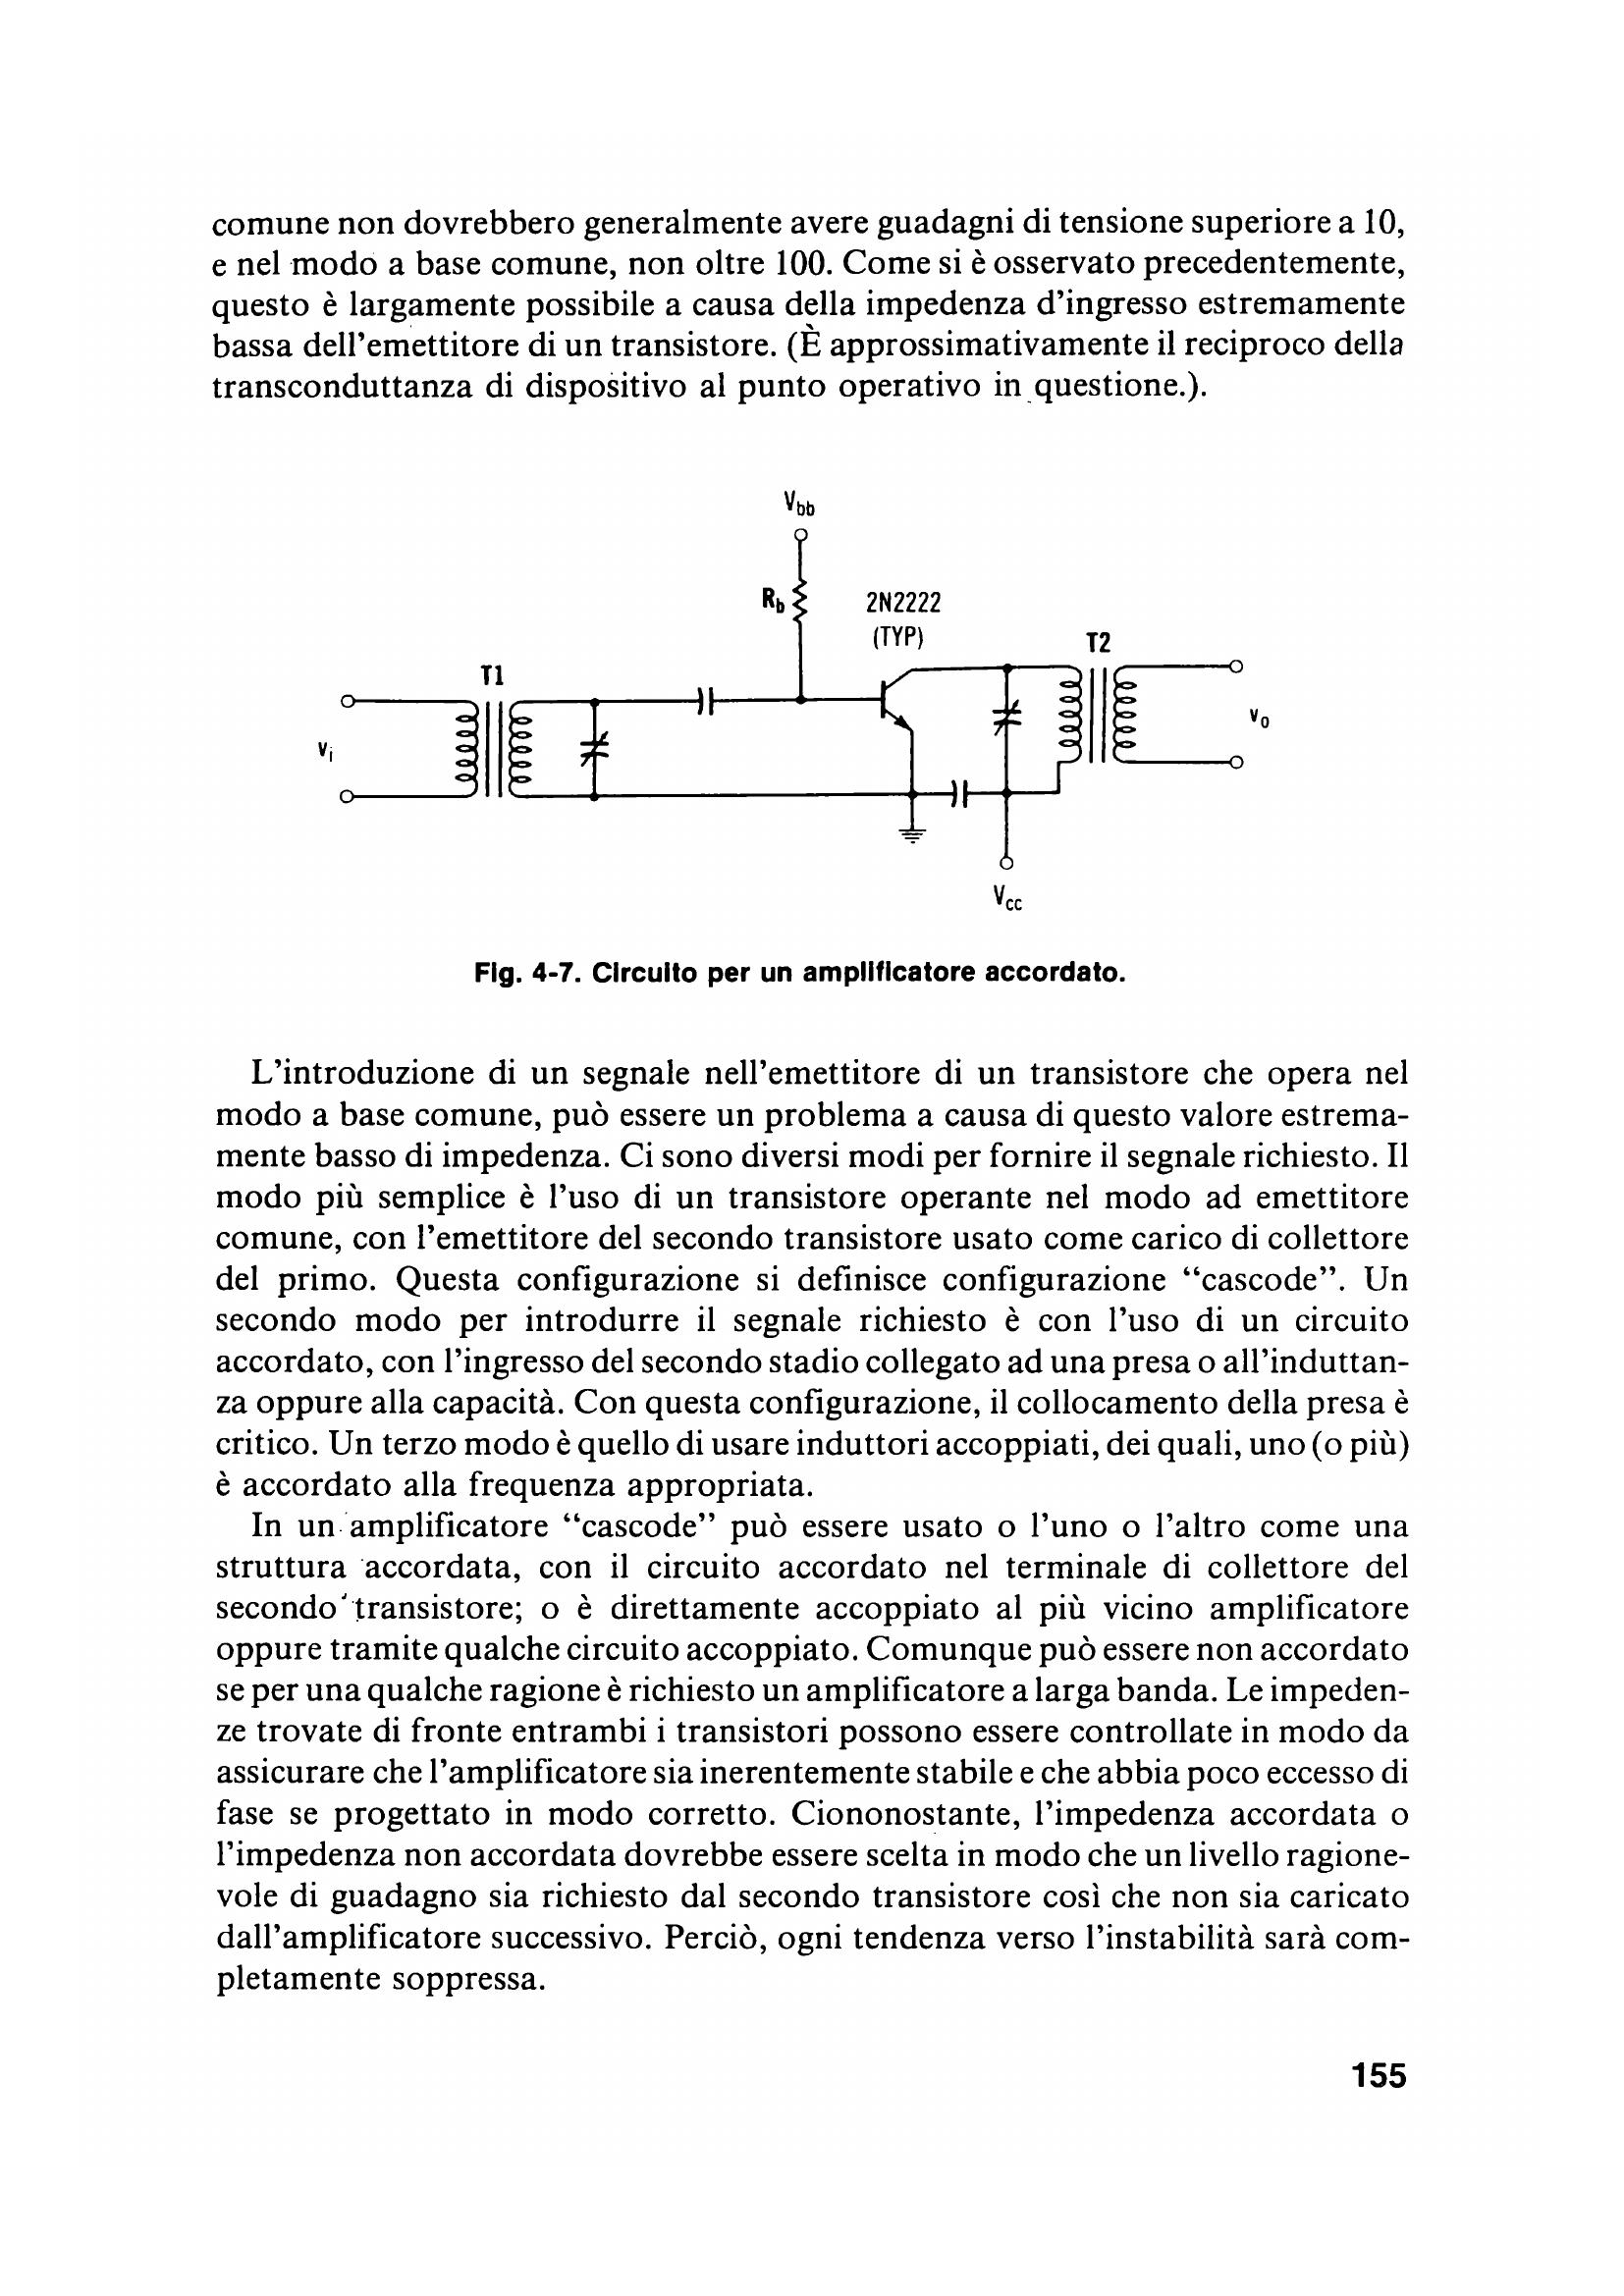 comune non dovrebbero generalmente avere guadagni di tensione superiore a 10,
e nel modo a base comune, non oltre 100. Come si è osservato precedentemente,
questo è largamente possibile a causa della impedenza d'ingresso estremamente
bassa dell'emettitore di un transistore. (È approssimativamente il reciproco della
transconduttanza di dispositivo al punto operativo in questione.).
Vbb
Rb
2N2222
(TYP)
T1
T2
vi
vo
Vcc
Fig. 4-7. Circuito per un amplificatore accordato.
L'introduzione di un segnale nell'emettitore di un transistore che opera nel
modo a base comune, può essere un problema a causa di questo valore estrema-
mente basso di impedenza. Ci sono diversi modi per fornire il segnale richiesto. Il
modo più semplice è l'uso di un transistore operante nel modo ad emettitore
comune, con l'emettitore del secondo transistore usato come carico di collettore
del primo. Questa configurazione si definisce configurazione “cascode”. Un
secondo modo per introdurre il segnale richiesto è con l'uso di un circuito
accordato, con l'ingresso del secondo stadio collegato ad una presa o all'induttan-
za oppure alla capacità. Con questa configurazione, il collocamento della presa è
critico. Un terzo modo è quello di usare induttori accoppiati, dei quali, uno (o più)
è accordato alla frequenza appropriata.
In un amplificatore “cascode” può essere usato o l'uno o l'altro come una
struttura accordata, con il circuito accordato nel terminale di collettore del
secondo transistore; o è direttamente accoppiato al più vicino amplificatore
oppure tramite qualche circuito accoppiato. Comunque può essere non accordato
se per una qualche ragione è richiesto un amplificatore a larga banda. Le impeden-
ze trovate di fronte entrambi i transistori possono essere controllate in modo da
assicurare che l'amplificatore sia inerentemente stabile e che abbia poco eccesso di
fase se progettato in modo corretto. Ciononostante, l'impedenza accordata o
l'impedenza non accordata dovrebbe essere scelta in modo che un livello ragione-
vole di guadagno sia richiesto dal secondo transistore così che non sia caricato
dall'amplificatore successivo. Perciò, ogni tendenza verso l'instabilità sarà com-
pletamente soppressa.
155